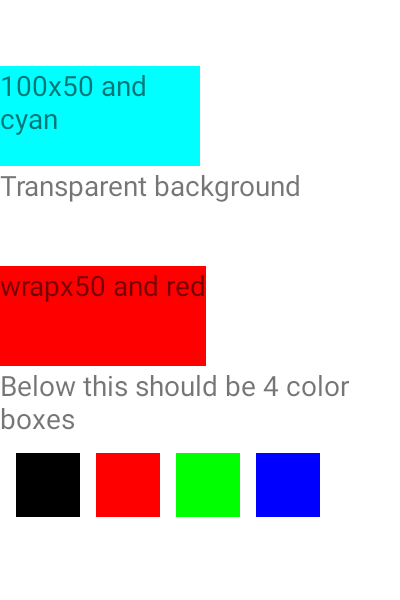 100x50 and
cyan
Transparent background
wrapx50 and red
Below this should be 4 color
boxes